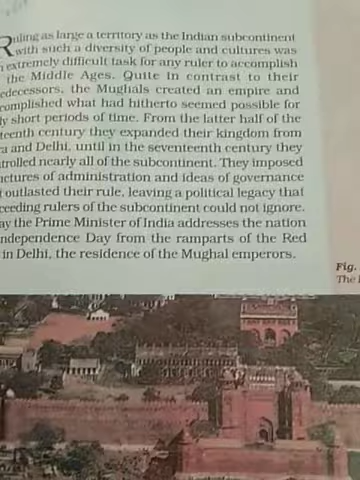 Ruling as large a territory as the Indian subcontinent
with such a diversity of people and cultures was
extremely difficult task for any ruler to accomplish
the Middle Ages. Quite in contrast to their
edecessors, the Mughals created an empire and
complished what had hitherto seemed possible for
ly short periods of time. From the latter half of the
teenth century they expanded their kingdom from
ra and Delhi, until in the seventeenth century they
trolled nearly all of the subcontinent. They imposed
uctures of administration and ideas of governance
t outlasted their rule, leaving a political legacy that
ceeding rulers of the subcontinent could not ignore.
ay the Prime Minister of India addresses the nation
ndependence Day from the ramparts of the Red
in Delhi, the residence of the Mughal emperors.
Fig.
The